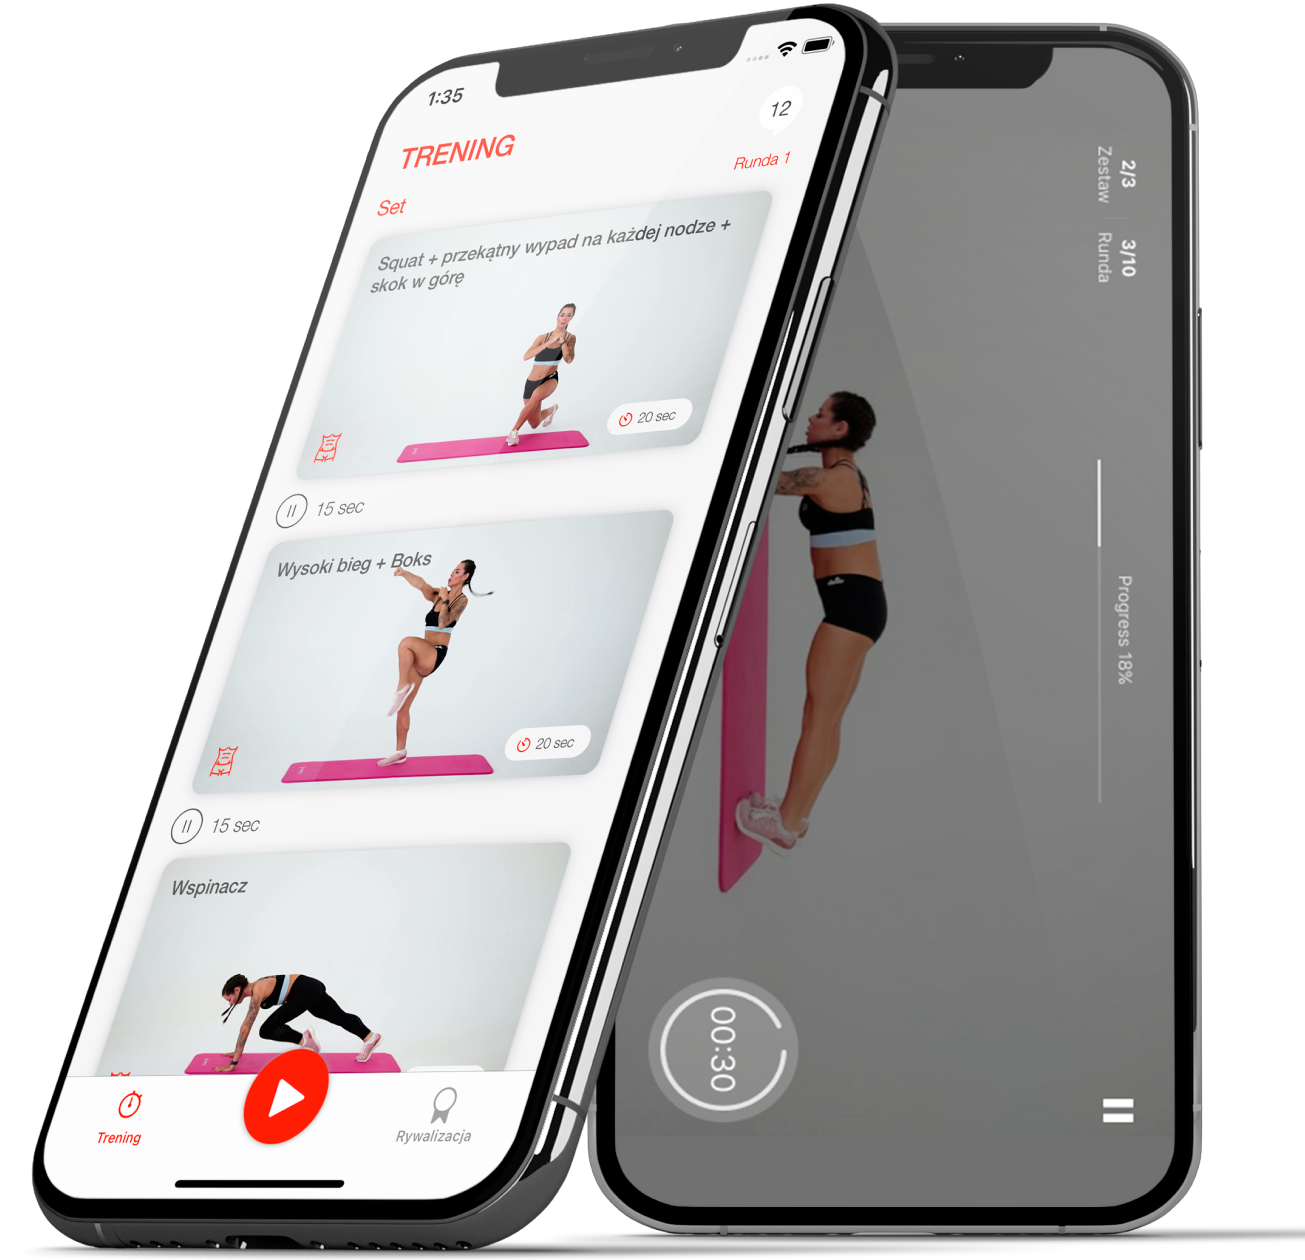 1:35
12
TRENING
Runda 1
Set
Squat + przekątny wypad na każdej nodze +
skok w górę
20 sec
15 sec
Wysoki bieg + Boks
20 sec
15 sec
Wspinacz
Trening
Rywalizacja
2/3
Zestaw
3/10
Runda
Progress 18%
00:30